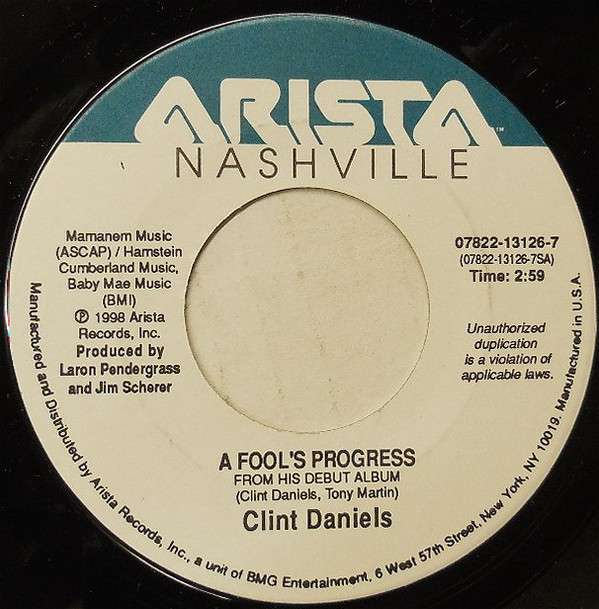 ARISTA™
NASHVILLE
Mamanem Music
(ASCAP) / Hamstein
Cumberland Music,
Baby Mae Music
(BMI)
℗ 1998 Arista
Records, Inc.
Produced by
Laron Pendergrass
and Jim Scherer
07822-13126-7
(07822-13126-7SA)
Time: 2:59
Unauthorized
duplication
is a violation of
applicable laws.
A FOOL'S PROGRESS
FROM HIS DEBUT ALBUM
(Clint Daniels, Tony Martin)
Clint Daniels
Manufactured and Distributed by Arista Records, Inc., a unit of BMG Entertainment, 6 West 57th Street, New York, NY 10019. Manufactured in U.S.A.